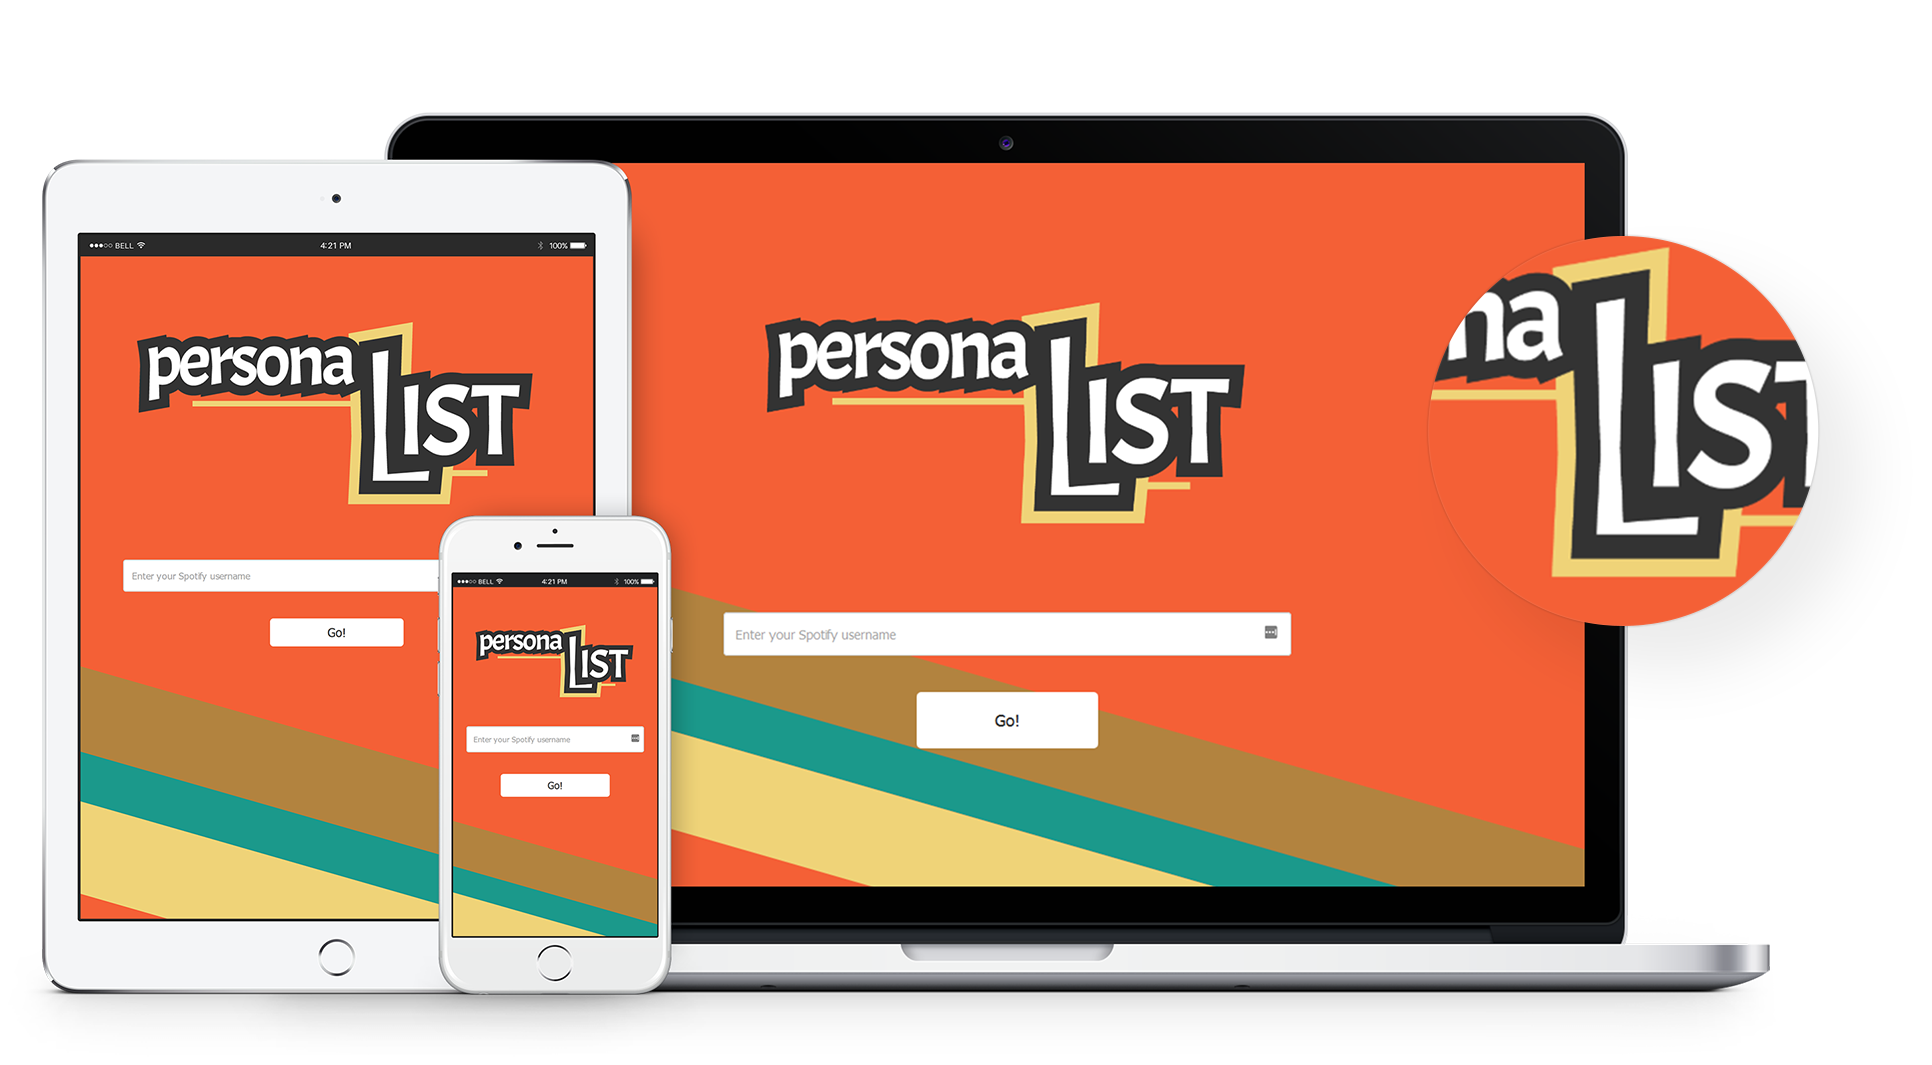 ●●●○○ BELL 4:21 PM 100%
persona
LIST
Enter your Spotify username
Go!
●●●○○ BELL 4:21 PM 100%
persona
LIST
Enter your Spotify username
Go!
persona
LIST
Enter your Spotify username
Go!
na
LIST